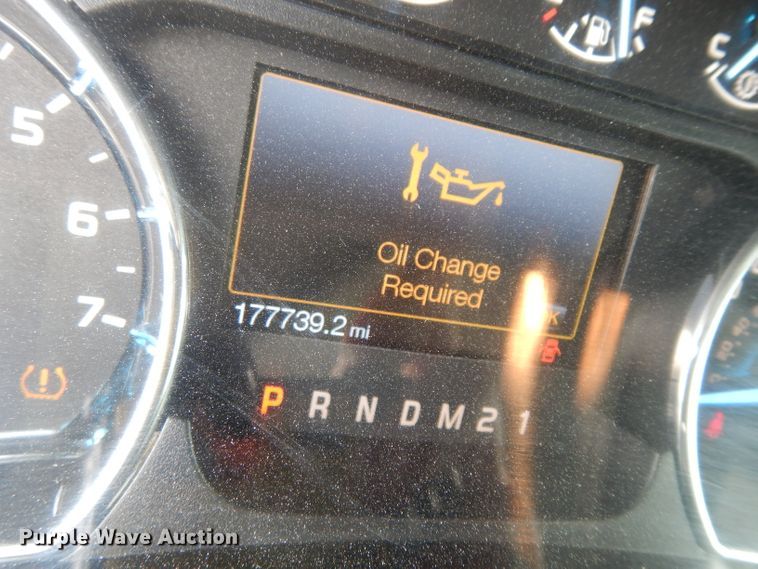 F
C
5
6
7
Oil Change
Required
177739.2 mi
P R N D M 2 1
Purple Wave Auction